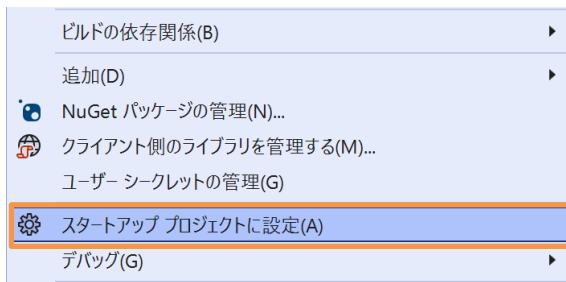 ビルドの依存関係(B)
追加(D)
NuGet パッケージの管理(N)...
クライアント側のライブラリを管理する(M)...
ユーザー シークレットの管理(G)
スタートアップ プロジェクトに設定(A)
デバッグ(G)